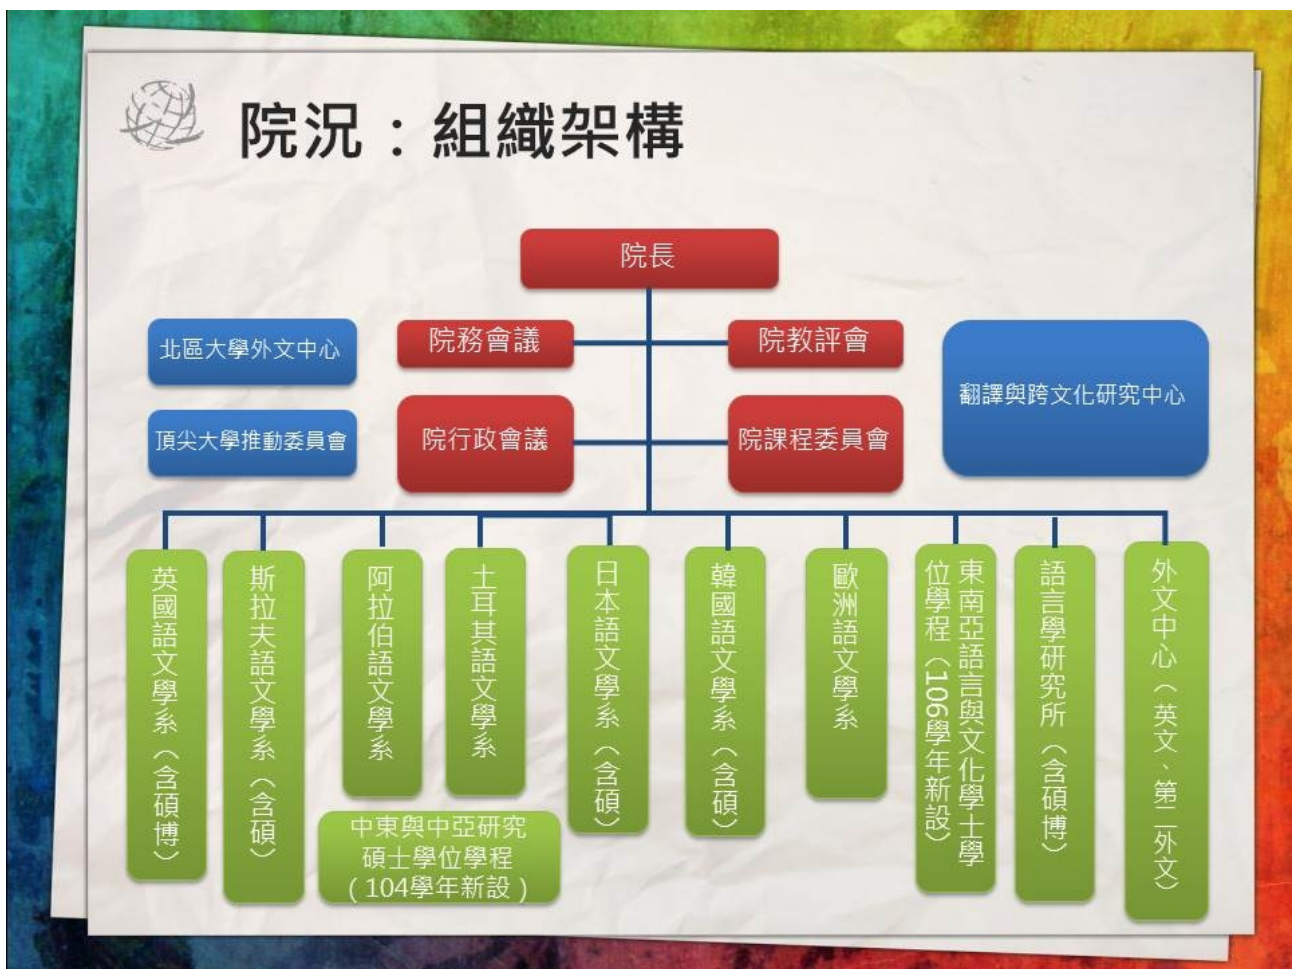 院況：組織架構
院長
北區大學外文中心
院務會議
院教評會
翻譯與跨文化研究中心
頂尖大學推動委員會
院行政會議
院課程委員會
英國語文學系（含碩博）
斯拉夫語文學系（含碩）
阿拉伯語文學系
土耳其語文學系
日本語文學系（含碩）
韓國語文學系（含碩）
歐洲語文學系
東南亞語言與文化學士學
位學程（106學年新設）
語言學研究所（含碩博）
外文中心（英文、第二外文）
中東與中亞研究
碩士學位學程
（104學年新設）